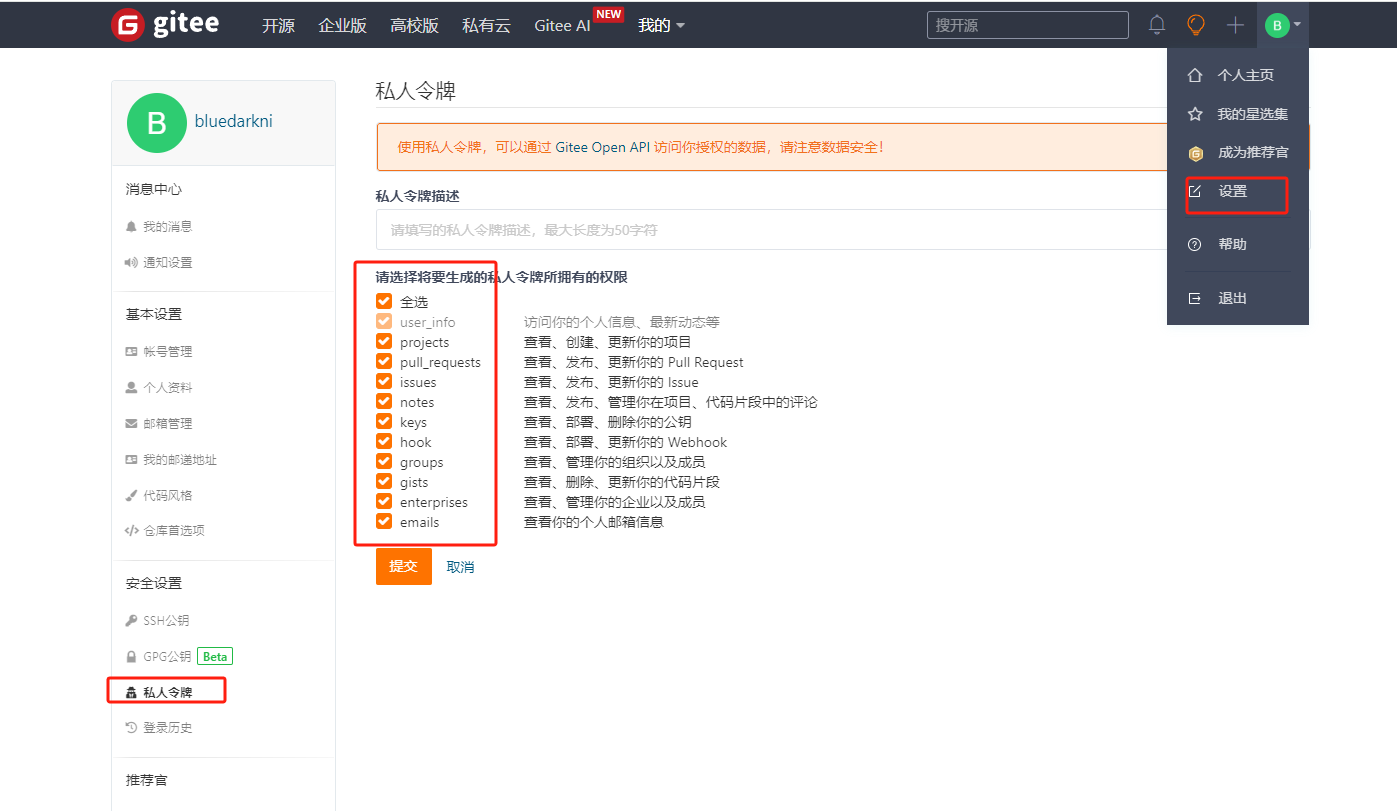 gitee
开源 企业版 高校版 私有云 Gitee AI NEW 我的 搜开源 B
个人主页
我的星选集
成为推荐官
设置
帮助
退出
B bluedarkni
消息中心
我的消息
通知设置
基本设置
帐号管理
个人资料
邮箱管理
我的邮递地址
代码风格
仓库首选项
安全设置
SSH公钥
GPG公钥 Beta
私人令牌
登录历史
推荐官
私人令牌
使用私人令牌，可以通过 Gitee Open API 访问你授权的数据，请注意数据安全！
私人令牌描述
请填写的私人令牌描述，最大长度为50字符
请选择将要生成的私人令牌所拥有的权限
全选
user_info 访问你的个人信息、最新动态等
projects 查看、创建、更新你的项目
pull_requests 查看、发布、更新你的 Pull Request
issues 查看、发布、更新你的 Issue
notes 查看、发布、管理你在项目、代码片段中的评论
keys 查看、部署、删除你的公钥
hook 查看、部署、更新你的 Webhook
groups 查看、管理你的组织以及成员
gists 查看、删除、更新你的代码片段
enterprises 查看、管理你的企业以及成员
emails 查看你的个人邮箱信息
提交 取消